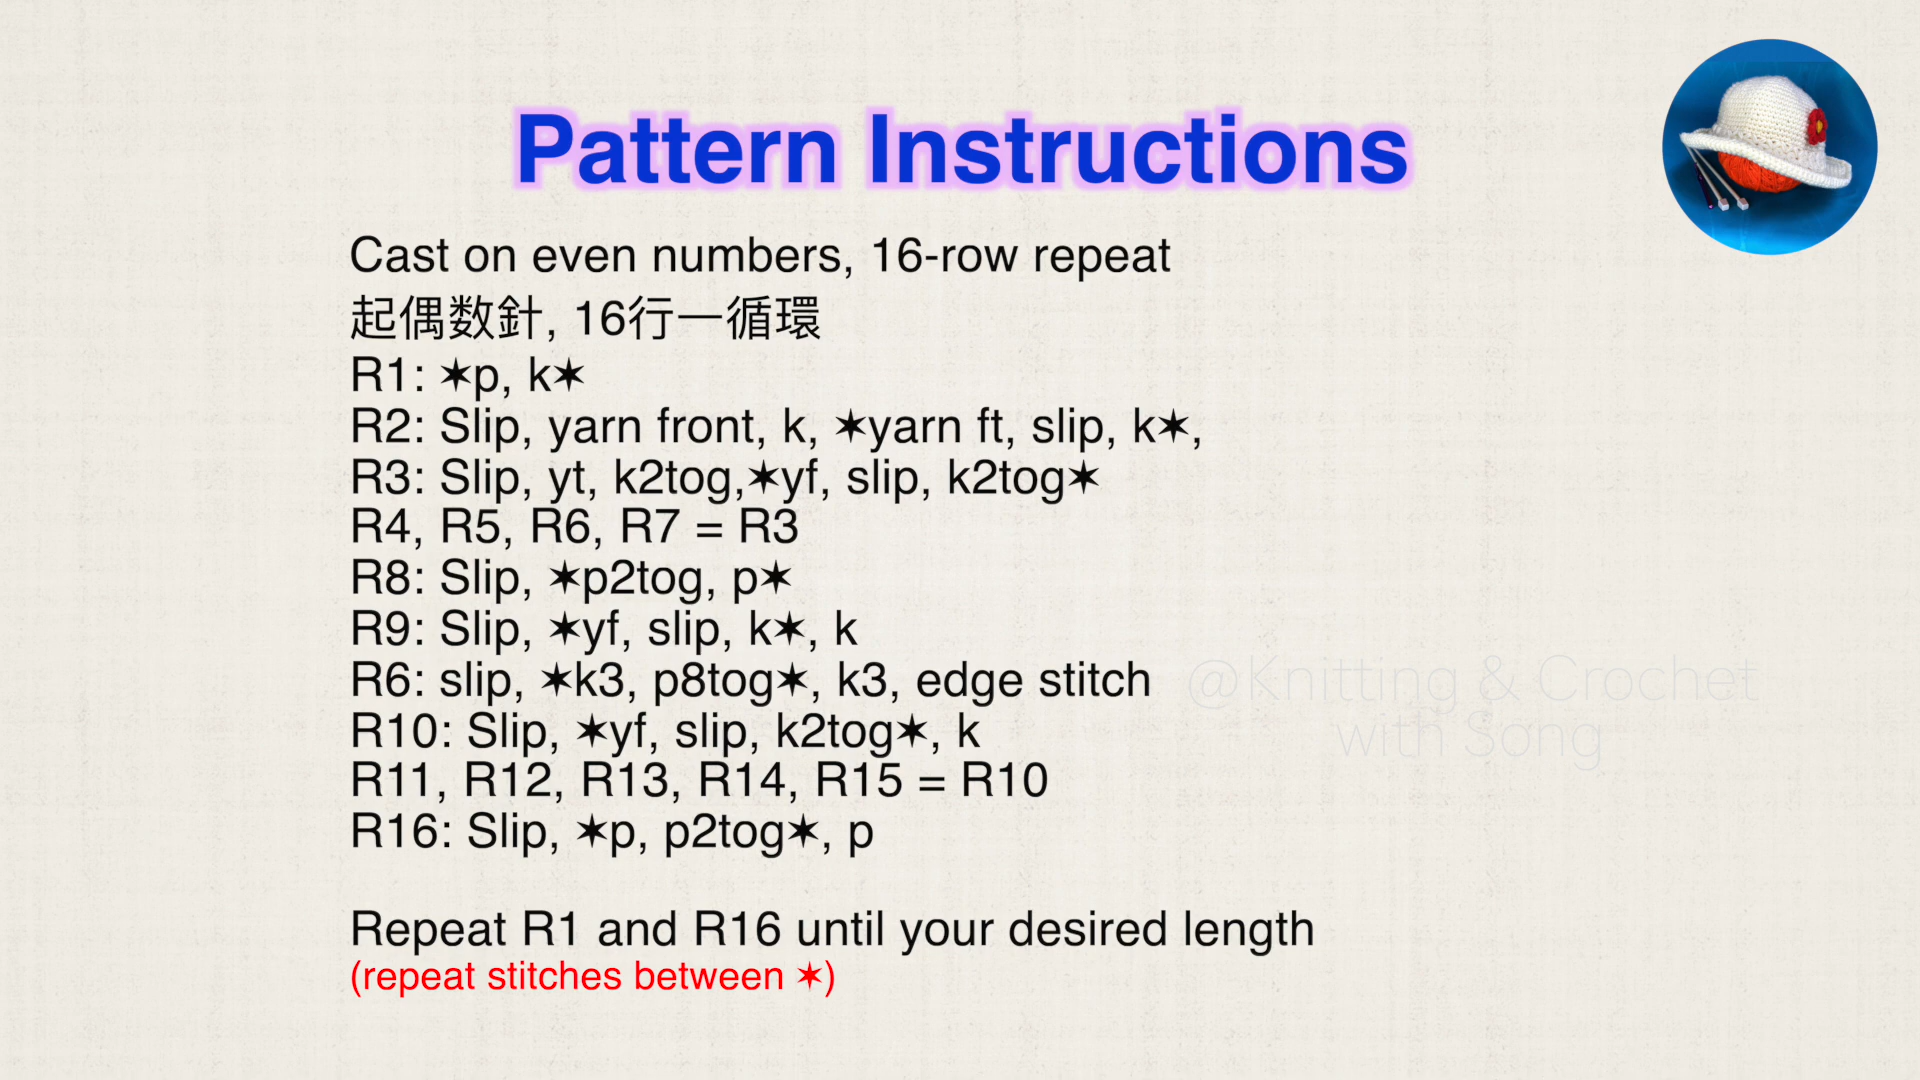 Pattern Instructions
Cast on even numbers, 16-row repeat
起偶数針, 16行一循環
R1: ✶p, k✶
R2: Slip, yarn front, k, ✶yarn ft, slip, k✶,
R3: Slip, yt, k2tog,✶yf, slip, k2tog✶
R4, R5, R6, R7 = R3
R8: Slip, ✶p2tog, p✶
R9: Slip, ✶yf, slip, k✶, k
R6: slip, ✶k3, p8tog✶, k3, edge stitch
R10: Slip, ✶yf, slip, k2tog✶, k
R11, R12, R13, R14, R15 = R10
R16: Slip, ✶p, p2tog✶, p
@Knitting & Crochet
with Song
Repeat R1 and R16 until your desired length
(repeat stitches between ✶)